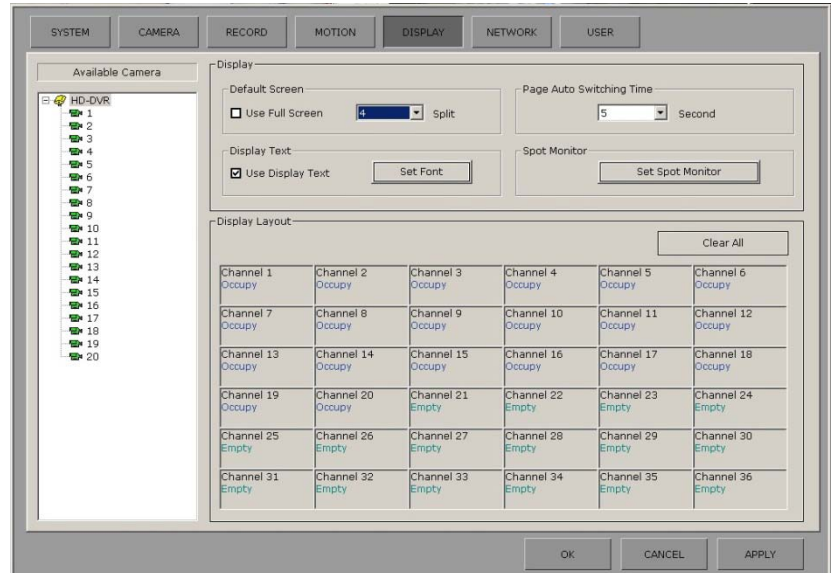 SYSTEM CAMERA RECORD MOTION DISPLAY NETWORK USER
Available Camera
HD-DVR
1
2
3
4
5
6
7
8
9
10
11
12
13
14
15
16
17
18
19
20
Display
Default Screen
Use Full Screen 4 Split
Page Auto Switching Time
5 Second
Display Text
Use Display Text Set Font
Spot Monitor
Set Spot Monitor
Display Layout
Clear All
Channel 1 Channel 2 Channel 3 Channel 4 Channel 5 Channel 6
Occupy Occupy Occupy Occupy Occupy Occupy
Channel 7 Channel 8 Channel 9 Channel 10 Channel 11 Channel 12
Occupy Occupy Occupy Occupy Occupy Occupy
Channel 13 Channel 14 Channel 15 Channel 16 Channel 17 Channel 18
Occupy Occupy Occupy Occupy Occupy Occupy
Channel 19 Channel 20 Channel 21 Channel 22 Channel 23 Channel 24
Occupy Occupy Empty Empty Empty Empty
Channel 25 Channel 26 Channel 27 Channel 28 Channel 29 Channel 30
Empty Empty Empty Empty Empty Empty
Channel 31 Channel 32 Channel 33 Channel 34 Channel 35 Channel 36
Empty Empty Empty Empty Empty Empty
OK CANCEL APPLY